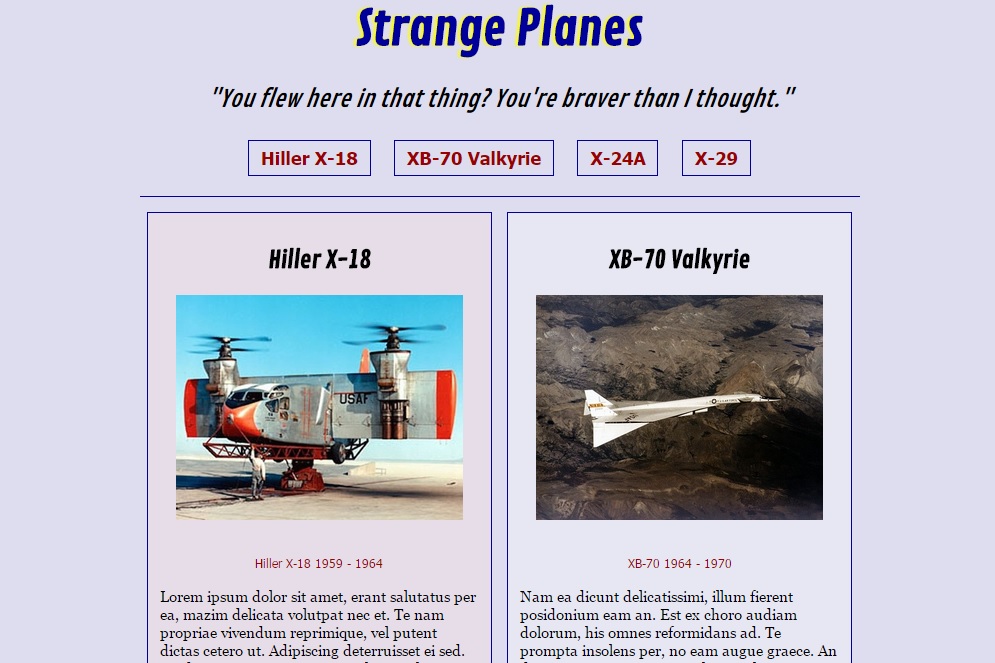 Strange Planes
"You flew here in that thing? You're braver than I thought."
Hiller X-18
XB-70 Valkyrie
X-24A
X-29
Hiller X-18
USAF
Hiller X-18 1959 - 1964
Lorem ipsum dolor sit amet, erant salutatus per
ea, mazim delicata volutpat nec et. Te nam
propriae vivendum reprimique, vel putent
dictas cetero ut. Adipiscing deterruisset ei sed.
XB-70 Valkyrie
XB-70 1964 - 1970
Nam ea dicunt delicatissimi, illum fierent
posidonium eam an. Est ex choro audiam
dolorum, his omnes reformidans ad. Te
prompta insolens per, no eam augue graece. An